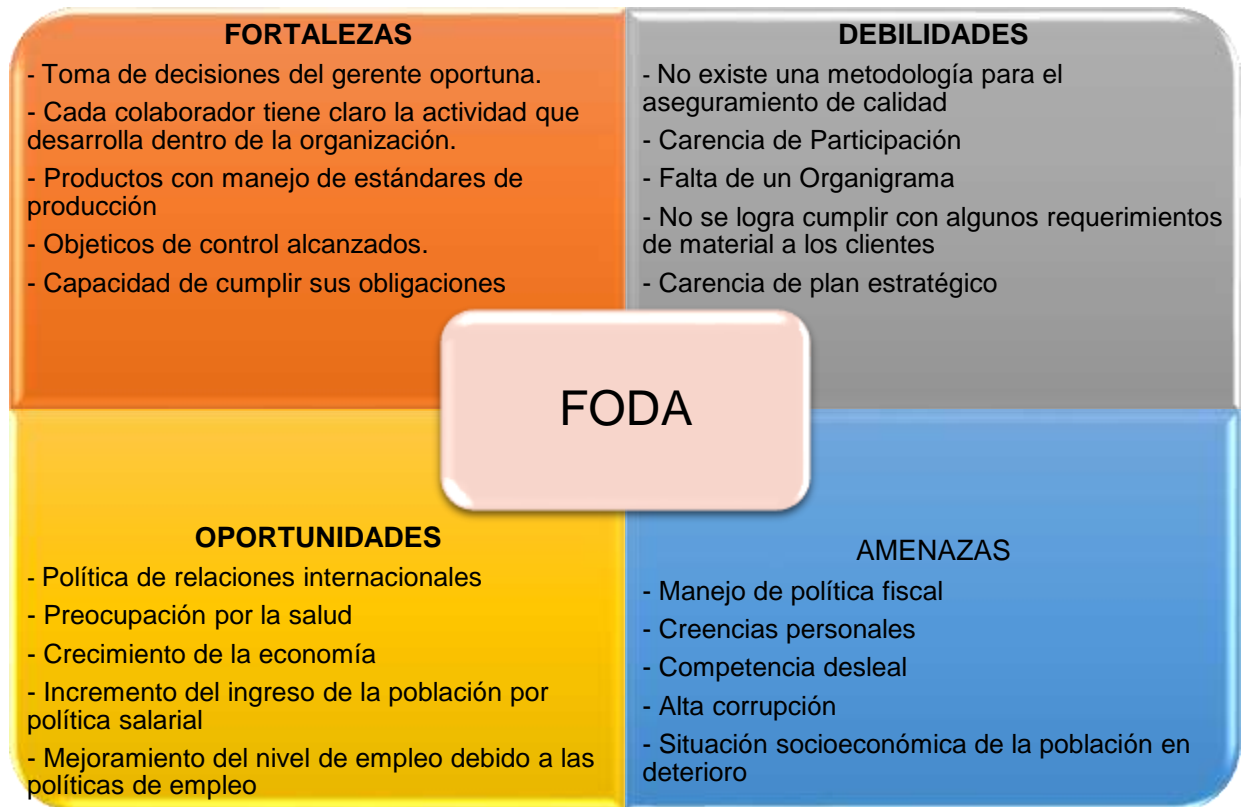 FORTALEZAS
- Toma de decisiones del gerente oportuna.
- Cada colaborador tiene claro la actividad que
desarrolla dentro de la organización.
- Productos con manejo de estándares de
producción
- Objeticos de control alcanzados.
- Capacidad de cumplir sus obligaciones
DEBILIDADES
- No existe una metodología para el
aseguramiento de calidad
- Carencia de Participación
- Falta de un Organigrama
- No se logra cumplir con algunos requerimientos
de material a los clientes
- Carencia de plan estratégico
FODA
OPORTUNIDADES
- Política de relaciones internacionales
- Preocupación por la salud
- Crecimiento de la economía
- Incremento del ingreso de la población por
política salarial
- Mejoramiento del nivel de empleo debido a las
políticas de empleo
AMENAZAS
- Manejo de política fiscal
- Creencias personales
- Competencia desleal
- Alta corrupción
- Situación socioeconómica de la población en
deterioro